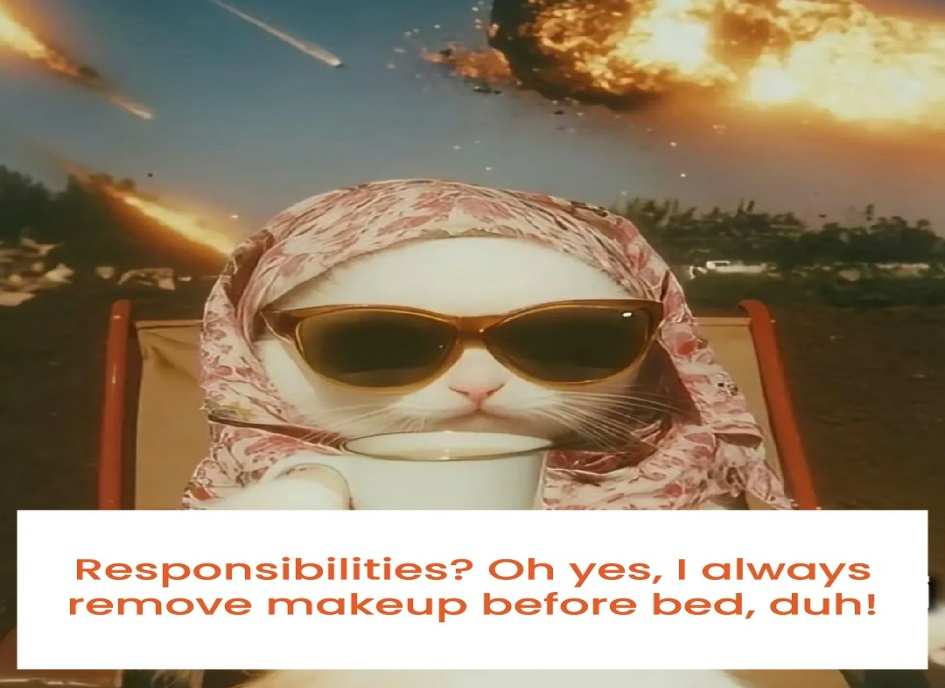 Responsibilities? Oh yes, I always
remove makeup before bed, duh!